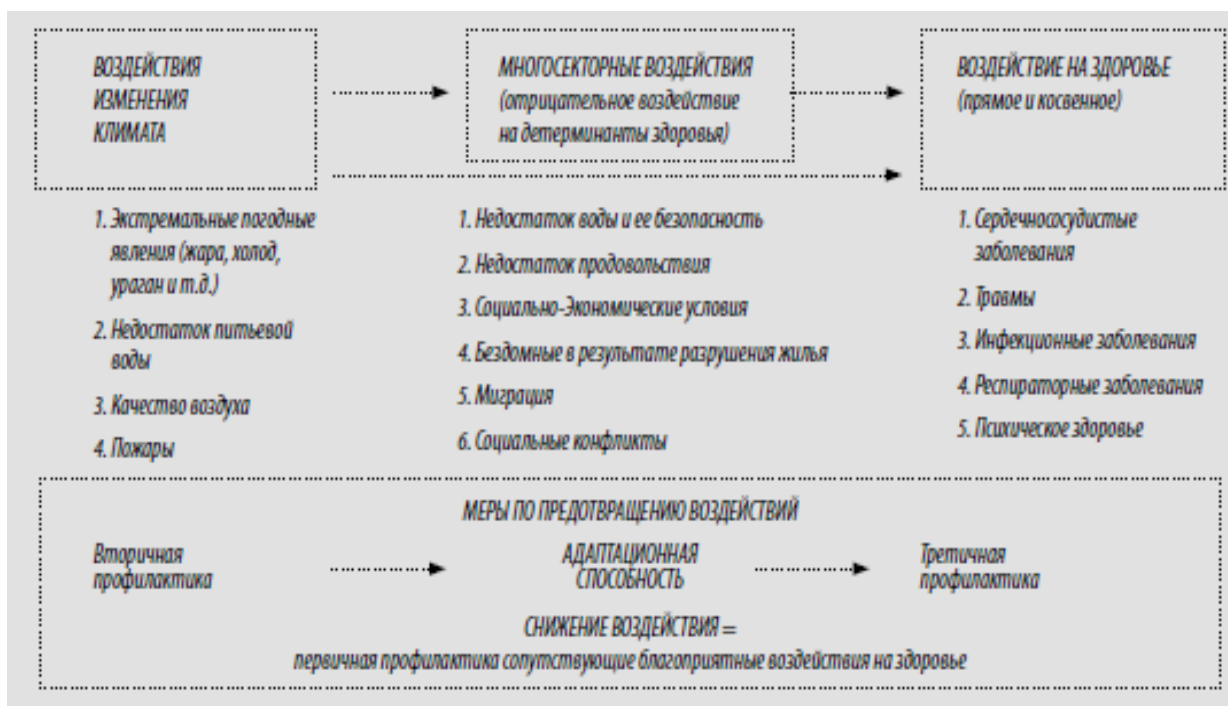 ВОЗДЕЙСТВИЯ
ИЗМЕНЕНИЯ
КЛИМАТА
МНОГОСЕКТОРНЫЕ ВОЗДЕЙСТВИЯ
(отрицательное воздействие
на детерминанты здоровья)
ВОЗДЕЙСТВИЕ НА ЗДОРОВЬЕ
(прямое и косвенное)
1. Экстремальные погодные
явления (жара, холод,
ураган и т.д.)
2. Недостаток питьевой
воды
3. Качество воздуха
4. Пожары
1. Недостаток воды и ее безопасность
2. Недостаток продовольствия
3. Социально-Экономические условия
4. Бездомные в результате разрушения жилья
5. Миграция
6. Социальные конфликты
1. Сердечнососудистые
заболевания
2. Травмы
3. Инфекционные заболевания
4. Респираторные заболевания
5. Психическое здоровье
МЕРЫ ПО ПРЕДОТВРАЩЕНИЮ ВОЗДЕЙСТВИЙ
Вторичная
профилактика
АДАПТАЦИОННАЯ
СПОСОБНОСТЬ
Третичная
профилактика
СНИЖЕНИЕ ВОЗДЕЙСТВИЯ =
первичная профилактика сопутствующие благоприятные воздействия на здоровье